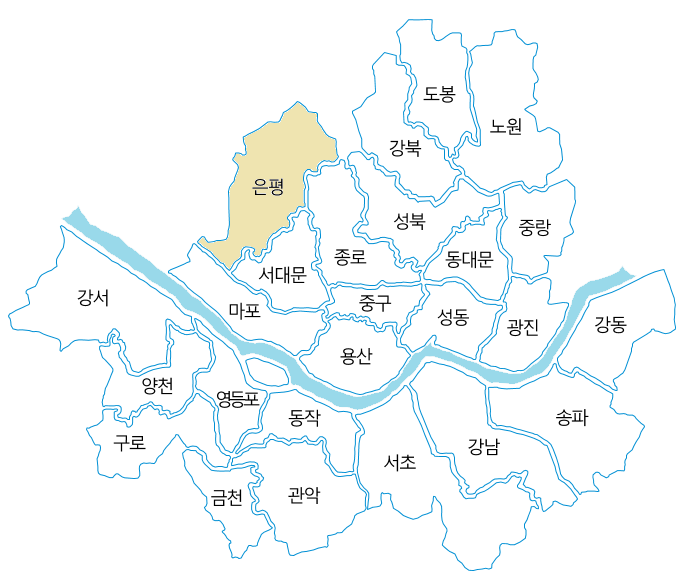 도봉
노원
강북
은평
성북
중랑
종로
동대문
서대문
강서
중구
마포
성동
광진
강동
용산
양천
영등포
동작
송파
구로
강남
서초
금천
관악